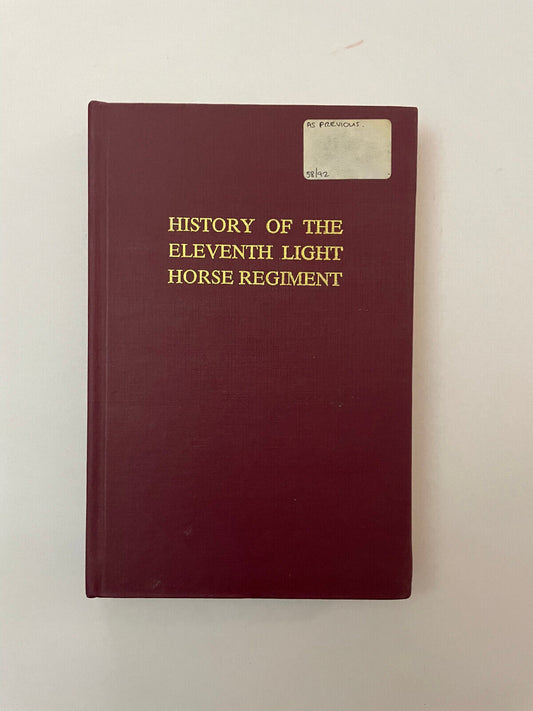 AS PREVIOUS.
58/92
HISTORY OF THE
ELEVENTH LIGHT
HORSE REGIMENT